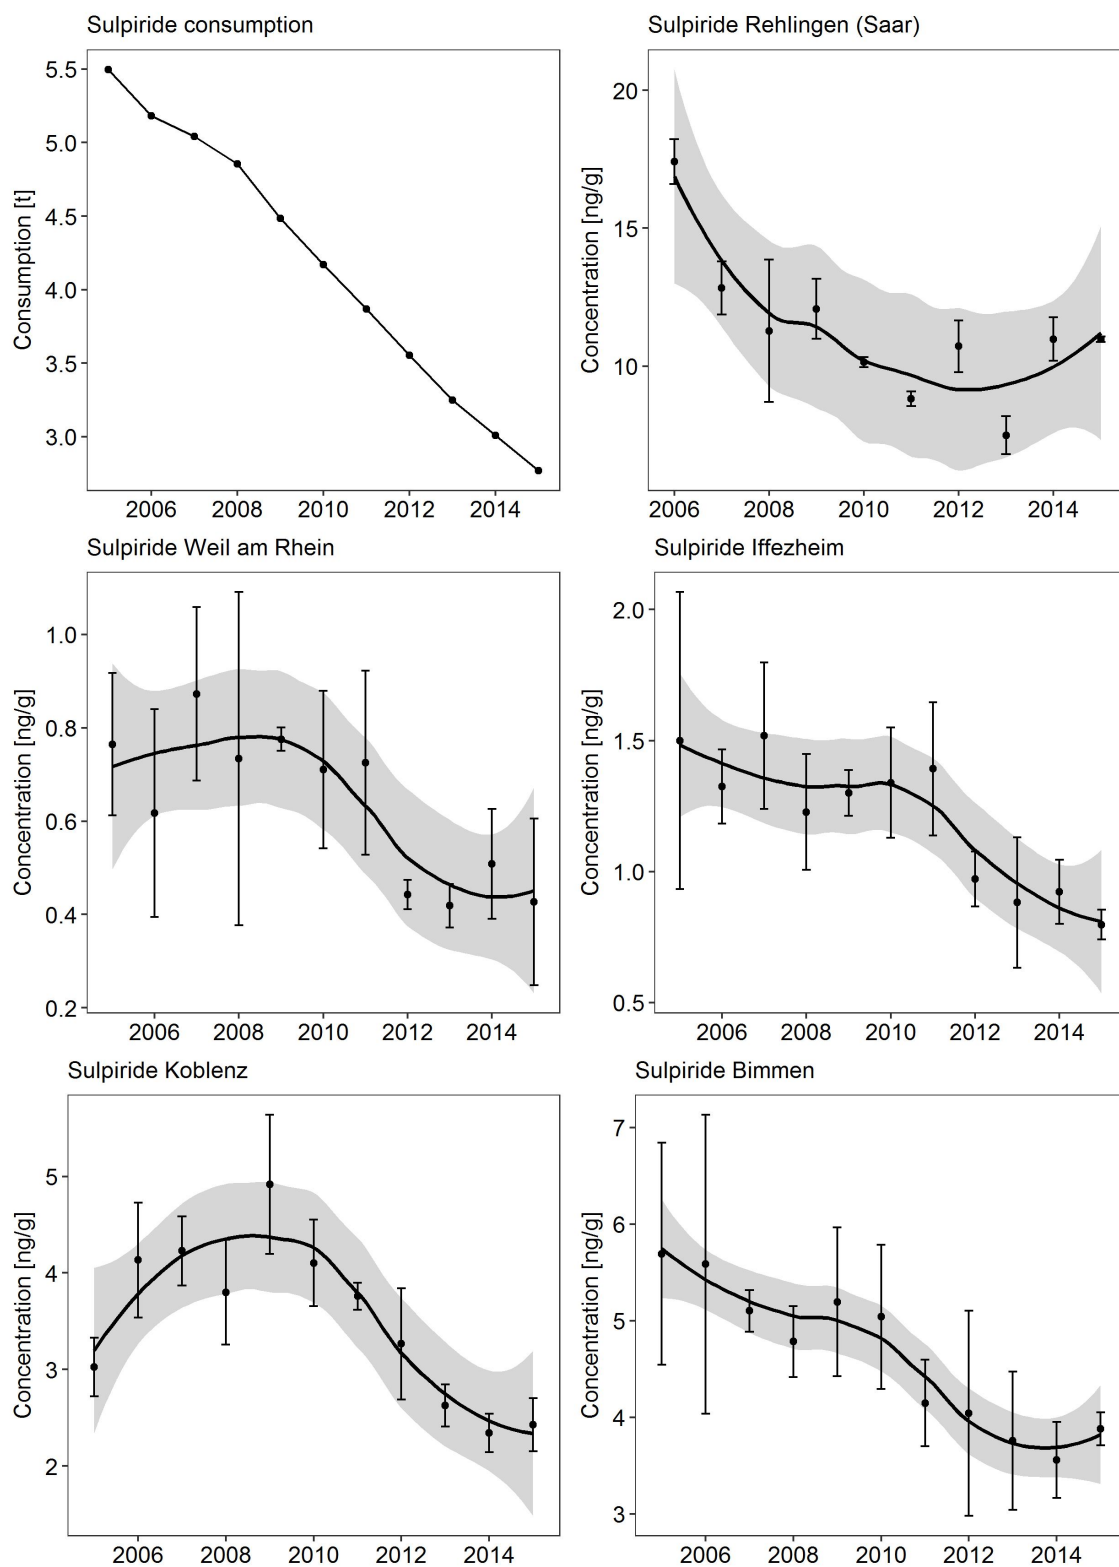 Sulpiride consumption
Consumption [t]
5.5
5.0
4.5
4.0
3.5
3.0
2006 2008 2010 2012 2014
Sulpiride Rehlingen (Saar)
Concentration [ng/g]
20
15
10
2006 2008 2010 2012 2014
Sulpiride Weil am Rhein
Concentration [ng/g]
1.0
0.8
0.6
0.4
0.2
2006 2008 2010 2012 2014
Sulpiride Iffezheim
Concentration [ng/g]
2.0
1.5
1.0
0.5
2006 2008 2010 2012 2014
Sulpiride Koblenz
Concentration [ng/g]
5
4
3
2
2006 2008 2010 2012 2014
Sulpiride Bimmen
Concentration [ng/g]
7
6
5
4
3
2006 2008 2010 2012 2014